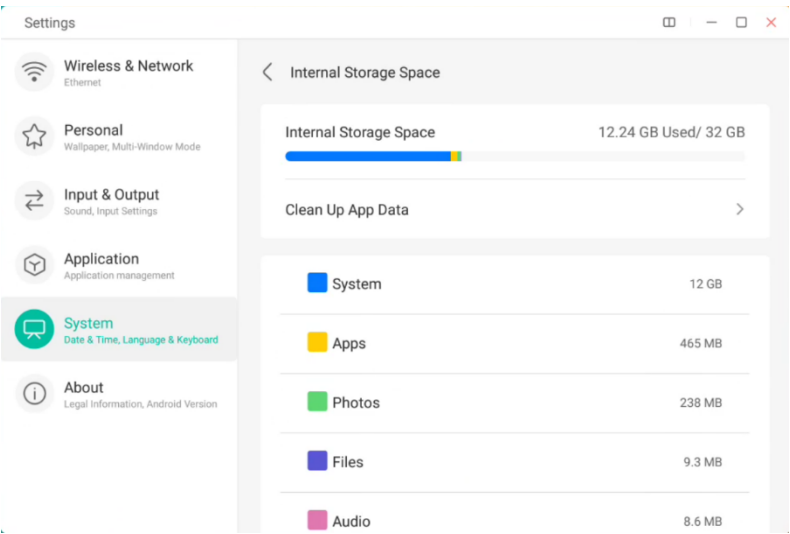 Settings
Wireless & Network
Ethernet
Personal
Wallpaper, Multi-Window Mode
Input & Output
Sound, Input Settings
Application
Application management
System
Date & Time, Language & Keyboard
About
Legal Information, Android Version
Internal Storage Space
Internal Storage Space 12.24 GB Used/ 32 GB
Clean Up App Data
System 12 GB
Apps 465 MB
Photos 238 MB
Files 9.3 MB
Audio 8.6 MB